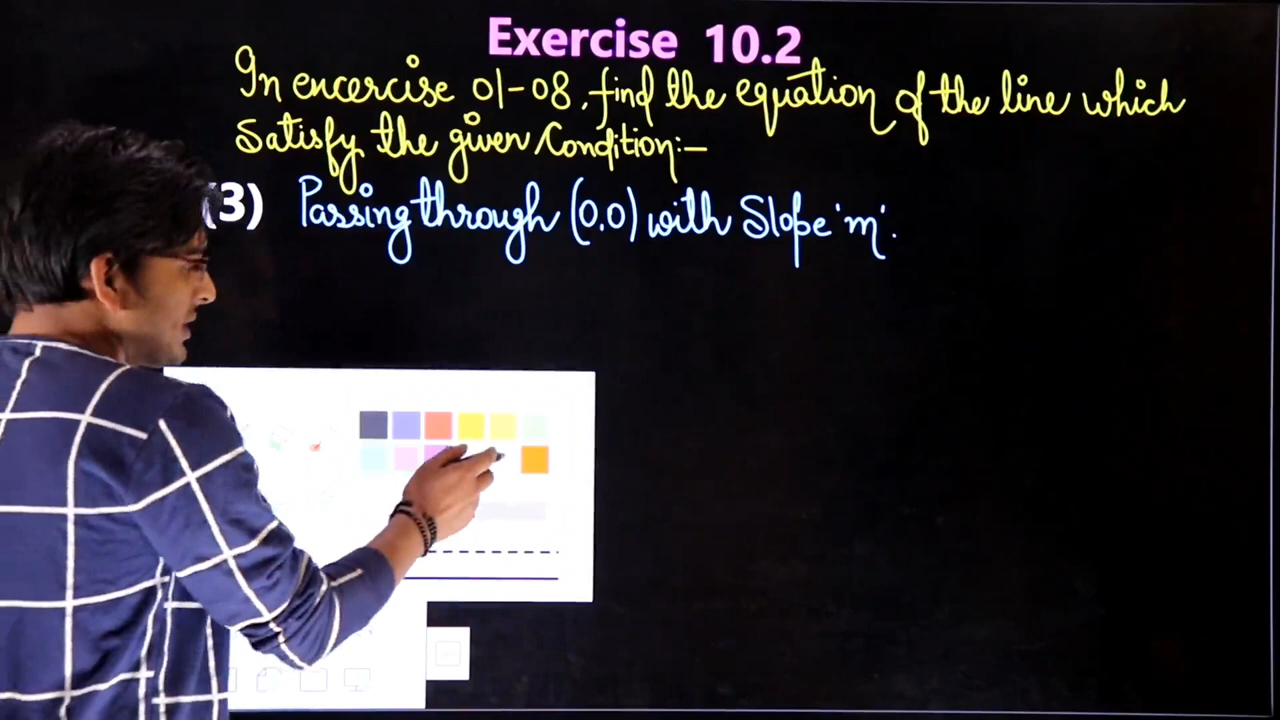 Exercise 10.2
In encercise 01-08, find the equation of the line which
Satisfy the given Condition:-
(3) Passing through (0,0) with Slope 'm'.